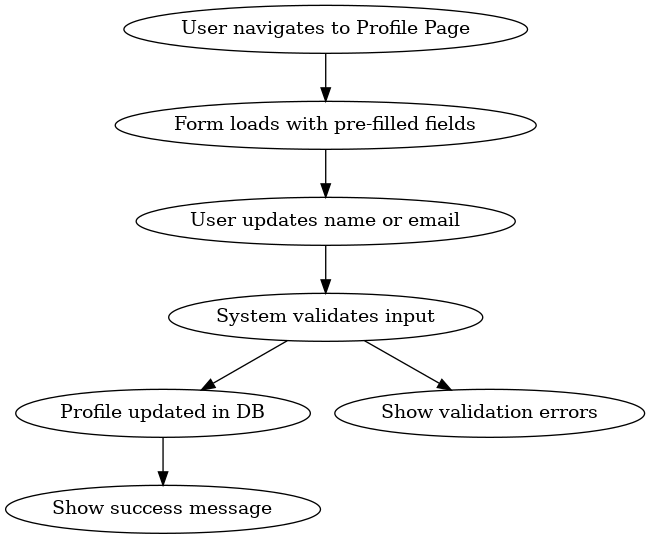 User navigates to Profile Page
Form loads with pre-filled fields
User updates name or email
System validates input
Profile updated in DB
Show validation errors
Show success message